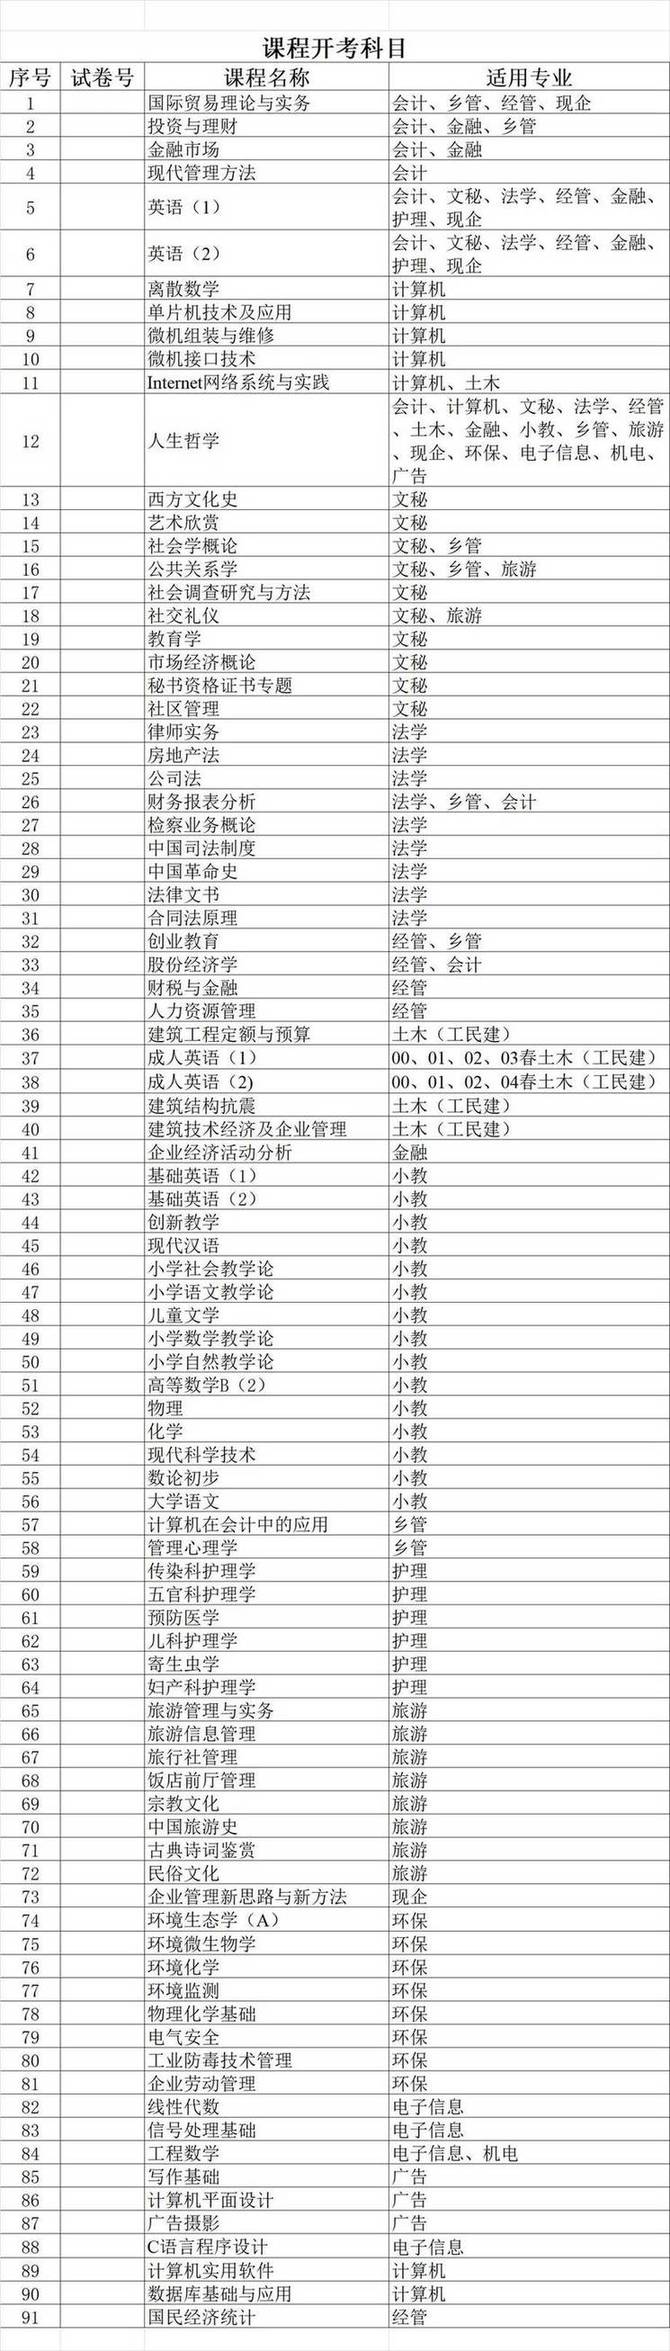 课程开考科目
序号 试卷号 课程名称 适用专业
1 国际贸易理论与实务 会计、乡管、经管、现企
2 投资与理财 会计、金融、乡管
3 金融市场 会计、金融
4 现代管理方法 会计
5 英语（1） 会计、文秘、法学、经管、金融、
护理、现企
6 英语（2） 会计、文秘、法学、经管、金融、
护理、现企
7 离散数学 计算机
8 单片机技术及应用 计算机
9 微机组装与维修 计算机
10 微机接口技术 计算机
11 Internet网络系统与实践 计算机、土木
12 人生哲学 会计、计算机、文秘、法学、经管
、土木、金融、小教、乡管、旅游
、现企、环保、电子信息、机电、
广告
13 西方文化史 文秘
14 艺术欣赏 文秘
15 社会学概论 文秘、乡管
16 公共关系学 文秘、乡管、旅游
17 社会调查研究与方法 文秘
18 社交礼仪 文秘、旅游
19 教育学 文秘
20 市场经济概论 文秘
21 秘书资格证书专题 文秘
22 社区管理 文秘
23 律师实务 法学
24 房地产法 法学
25 公司法 法学
26 财务报表分析 法学、乡管、会计
27 检察业务概论 法学
28 中国司法制度 法学
29 中国革命史 法学
30 法律文书 法学
31 合同法原理 法学
32 创业教育 经管、乡管
33 股份经济学 经管、会计
34 财税与金融 经管
35 人力资源管理 经管
36 建筑工程定额与预算 土木（工民建）
37 成人英语（1） 00、01、02、03春土木（工民建）
38 成人英语（2) 00、01、02、04春土木（工民建）
39 建筑结构抗震 土木（工民建）
40 建筑技术经济及企业管理 土木（工民建）
41 企业经济活动分析 金融
42 基础英语（1） 小教
43 基础英语（2） 小教
44 创新教学 小教
45 现代汉语 小教
46 小学社会教学论 小教
47 小学语文教学论 小教
48 儿童文学 小教
49 小学数学教学论 小教
50 小学自然教学论 小教
51 高等数学B（2） 小教
52 物理 小教
53 化学 小教
54 现代科学技术 小教
55 数论初步 小教
56 大学语文 小教
57 计算机在会计中的应用 乡管
58 管理心理学 乡管
59 传染科护理学 护理
60 五官科护理学 护理
61 预防医学 护理
62 儿科护理学 护理
63 寄生虫学 护理
64 妇产科护理学 护理
65 旅游管理与实务 旅游
66 旅游信息管理 旅游
67 旅行社管理 旅游
68 饭店前厅管理 旅游
69 宗教文化 旅游
70 中国旅游史 旅游
71 古典诗词鉴赏 旅游
72 民俗文化 旅游
73 企业管理新思路与新方法 现企
74 环境生态学（A） 环保
75 环境微生物学 环保
76 环境化学 环保
77 环境监测 环保
78 物理化学基础 环保
79 电气安全 环保
80 工业防毒技术管理 环保
81 企业劳动管理 环保
82 线性代数 电子信息
83 信号处理基础 电子信息
84 工程数学 电子信息、机电
85 写作基础 广告
86 计算机平面设计 广告
87 广告摄影 广告
88 C语言程序设计 电子信息
89 计算机实用软件 计算机
90 数据库基础与应用 计算机
91 国民经济统计 经管